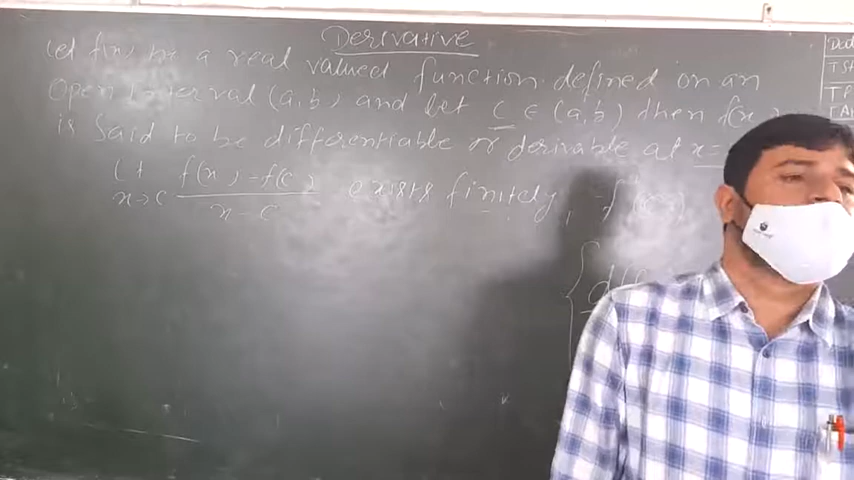 Derivative
Let f(x) be a real valued function defined on an
open interval (a, b) and let c ∈ (a, b) then f(x)
is said to be differentiable or derivable at x =
Lt f(x) - f(c) exists finitely,
x→c x - c